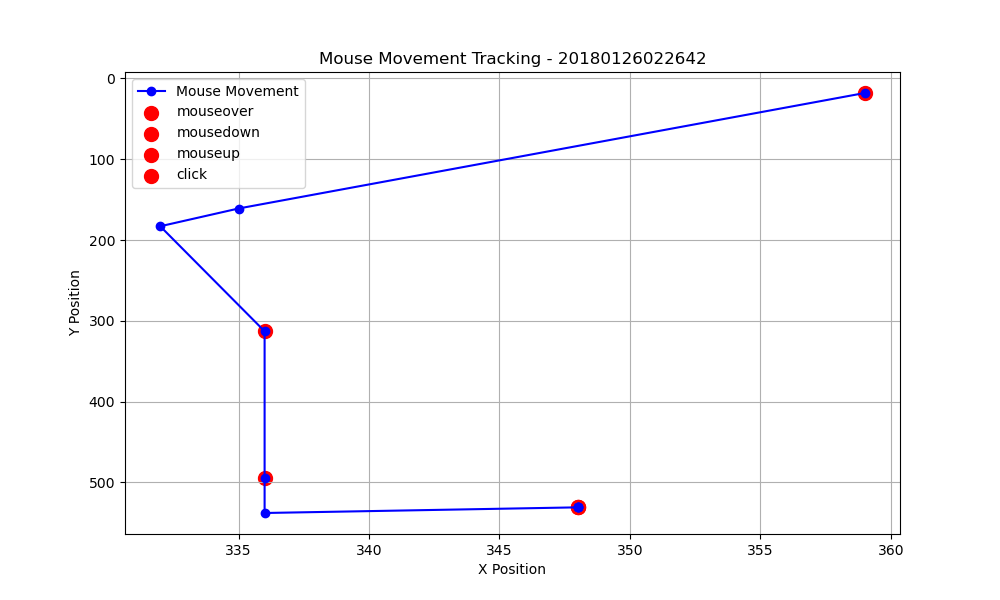 Mouse Movement Tracking - 20180126022642
Mouse Movement
mouseover
mousedown
mouseup
click
0
100
200
300
400
500
Y Position
335
340
345
350
355
360
X Position